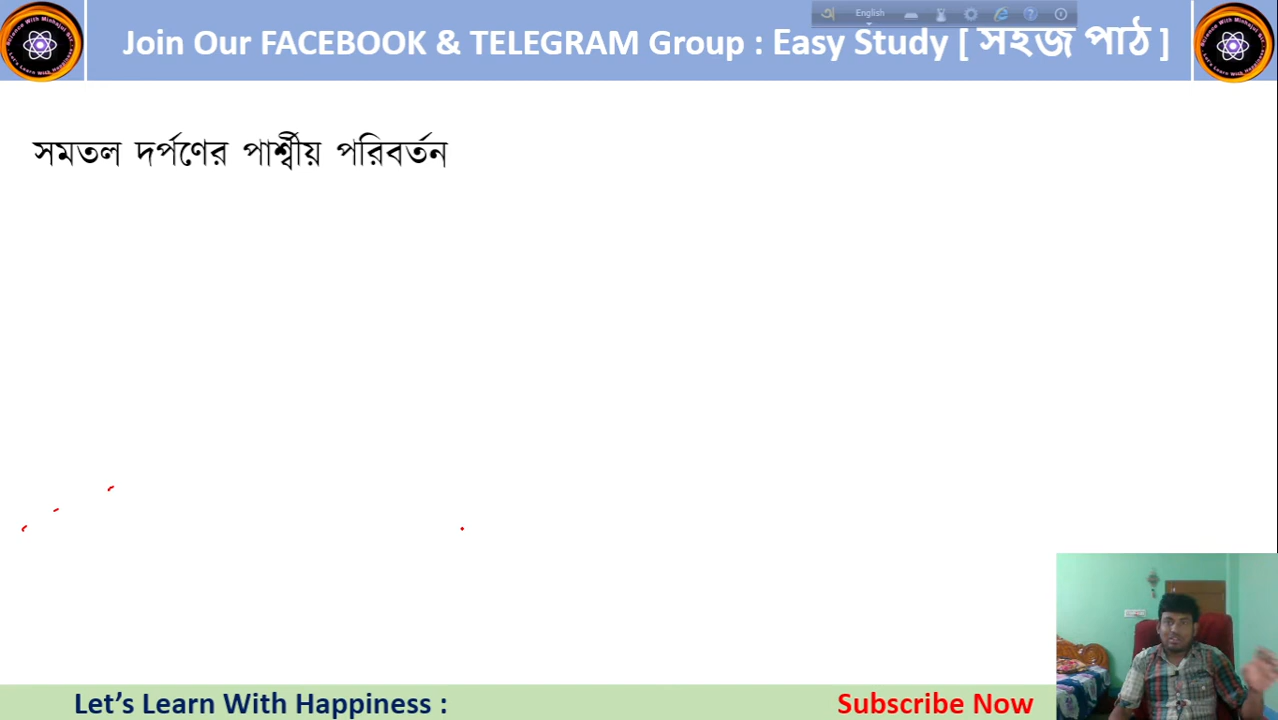 English
Join Our FACEBOOK & TELEGRAM Group : Easy Study [ সহজ পাঠ ]
সমতল দর্পণের পার্শ্বীয় পরিবর্তন
Let's Learn With Happiness :
Subscribe Now